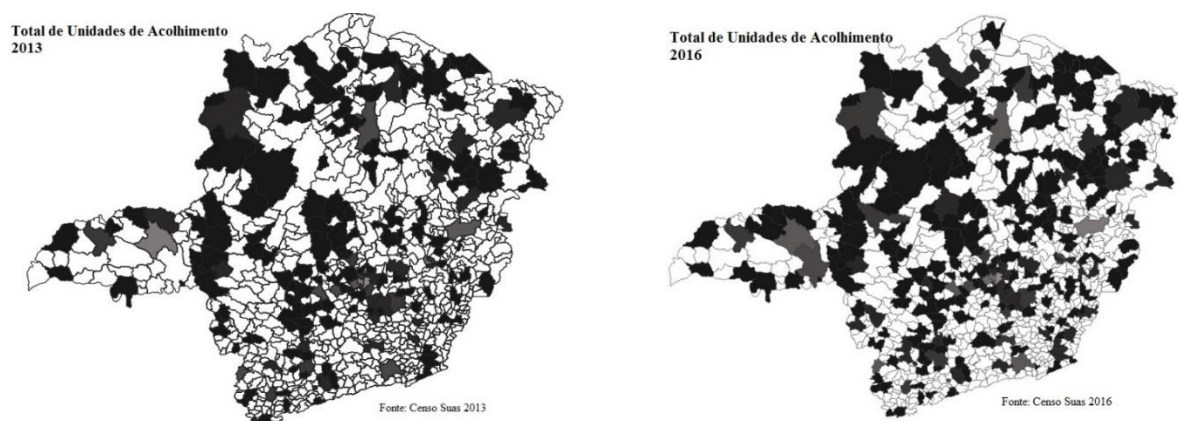 Total de Unidades de Acolhimento
2013
Fonte: Censo Suas 2013
Total de Unidades de Acolhimento
2016
Fonte: Censo Suas 2016